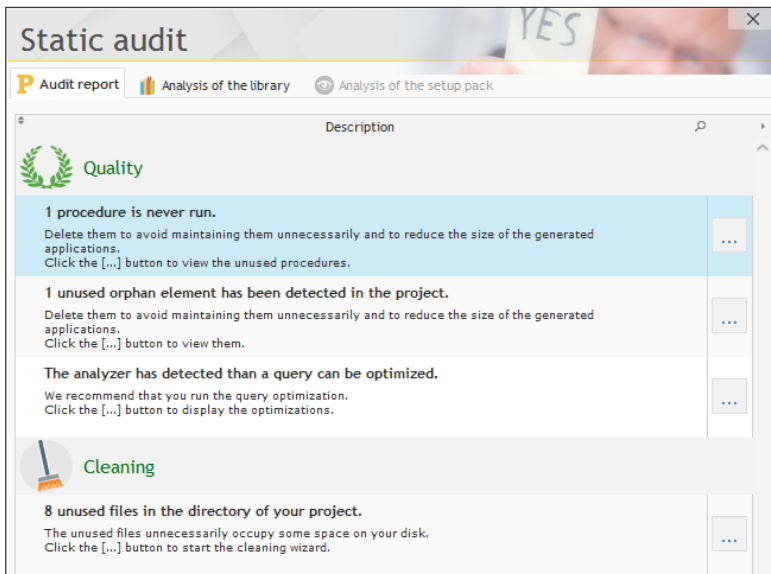 YES
Static audit
Audit report
Analysis of the library
Analysis of the setup pack
Description
Quality
1 procedure is never run.
Delete them to avoid maintaining them unnecessarily and to reduce the size of the generated
applications.
Click the [...] button to view the unused procedures.
...
1 unused orphan element has been detected in the project.
Delete them to avoid maintaining them unnecessarily and to reduce the size of the generated
applications.
Click the [...] button to view them.
...
The analyzer has detected than a query can be optimized.
We recommend that you run the query optimization.
Click the [...] button to display the optimizations.
...
Cleaning
8 unused files in the directory of your project.
The unused files unnecessarily occupy some space on your disk.
Click the [...] button to start the cleaning wizard.
...